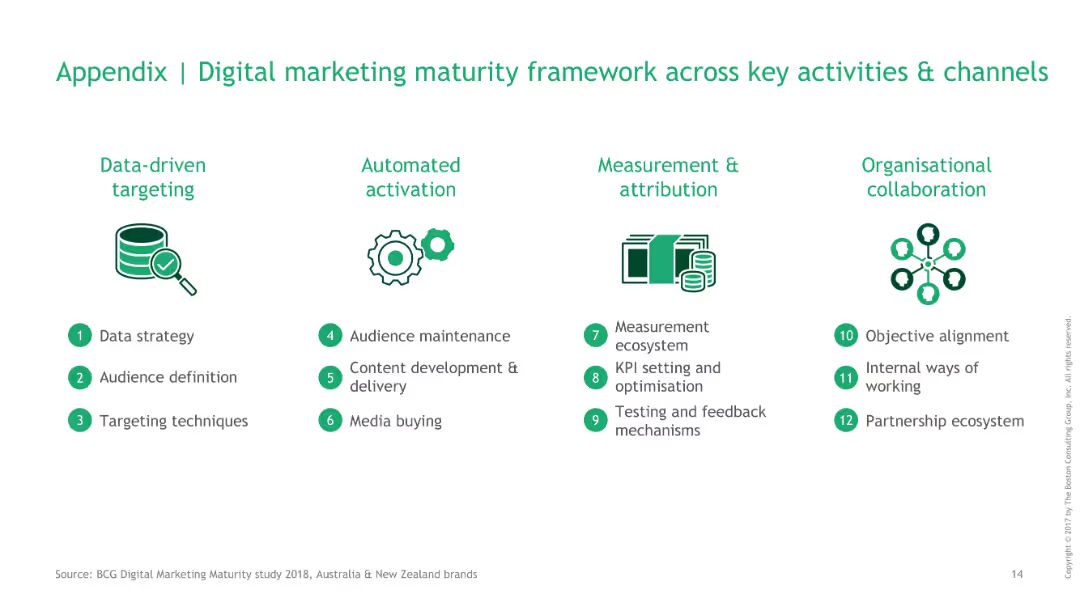 Appendix | Digital marketing maturity framework across key activities & channels
Data-driven
targeting
1 Data strategy
2 Audience definition
3 Targeting techniques
Automated
activation
4 Audience maintenance
5 Content development &
delivery
6 Media buying
Measurement &
attribution
7 Measurement
ecosystem
8 KPI setting and
optimisation
9 Testing and feedback
mechanisms
Organisational
collaboration
10 Objective alignment
11 Internal ways of
working
12 Partnership ecosystem
Source: BCG Digital Marketing Maturity study 2018, Australia & New Zealand brands
14
Copyright © 2017 by The Boston Consulting Group, Inc. All rights reserved.